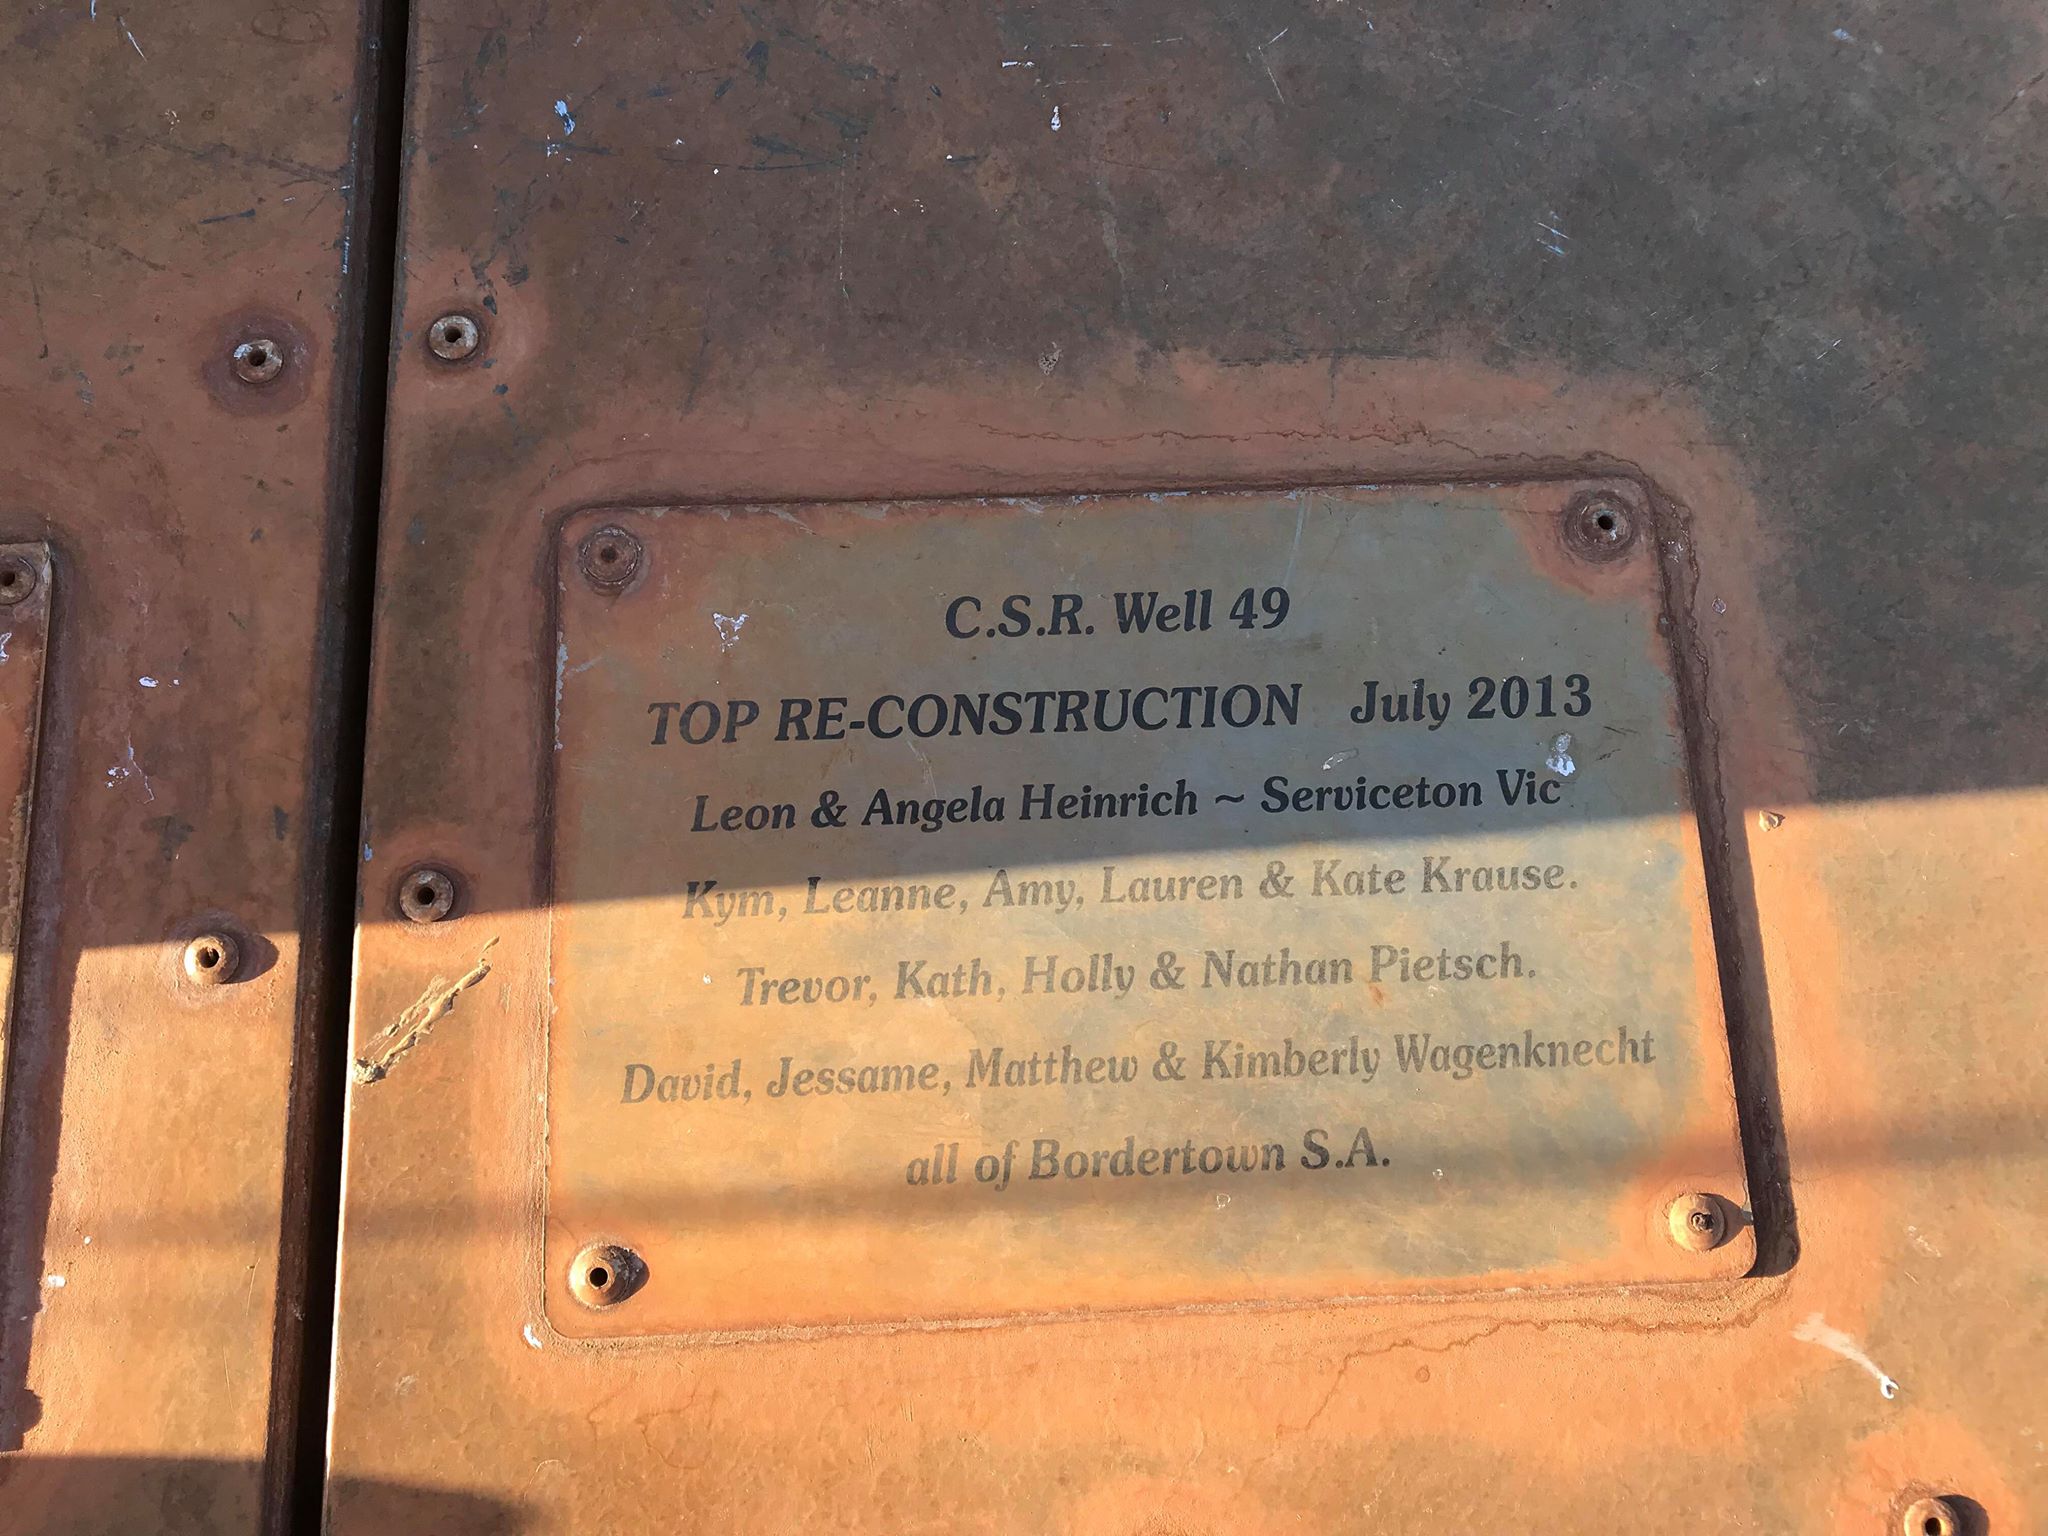 C.S.R. Well 49
TOP RE-CONSTRUCTION July 2013
Leon & Angela Heinrich ~ Serviceton Vic
Kym, Leanne, Amy, Lauren & Kate Krause.
Trevor, Kath, Holly & Nathan Pietsch.
David, Jessame, Matthew & Kimberly Wagenknecht
all of Bordertown S.A.